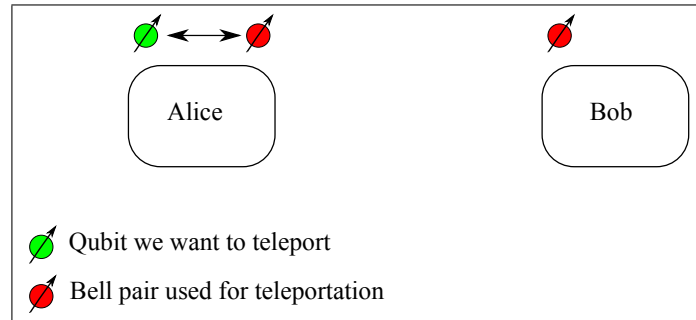 Alice
Bob
Qubit we want to teleport
Bell pair used for teleportation